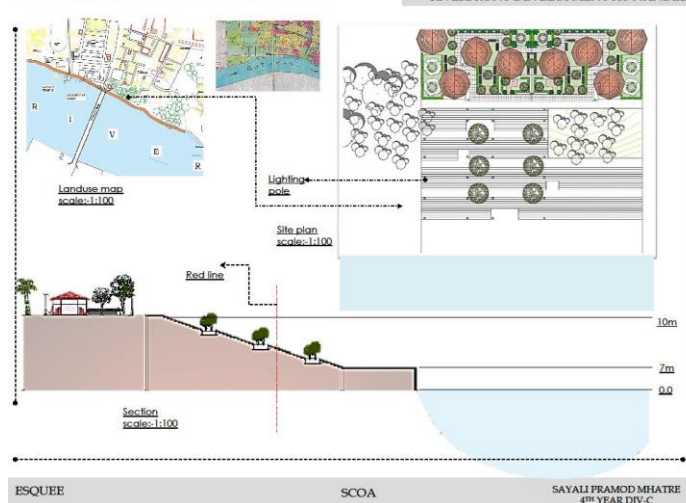 R
I
V
E
R
Landuse map
scale:-1:100
Lighting
pole
Site plan
scale:-1:100
Red line
10m
7m
0.0
Section
scale:-1:100
ESQUEE
SCOA
SAYALI PRAMOD MHATRE
4TH YEAR DIV-C